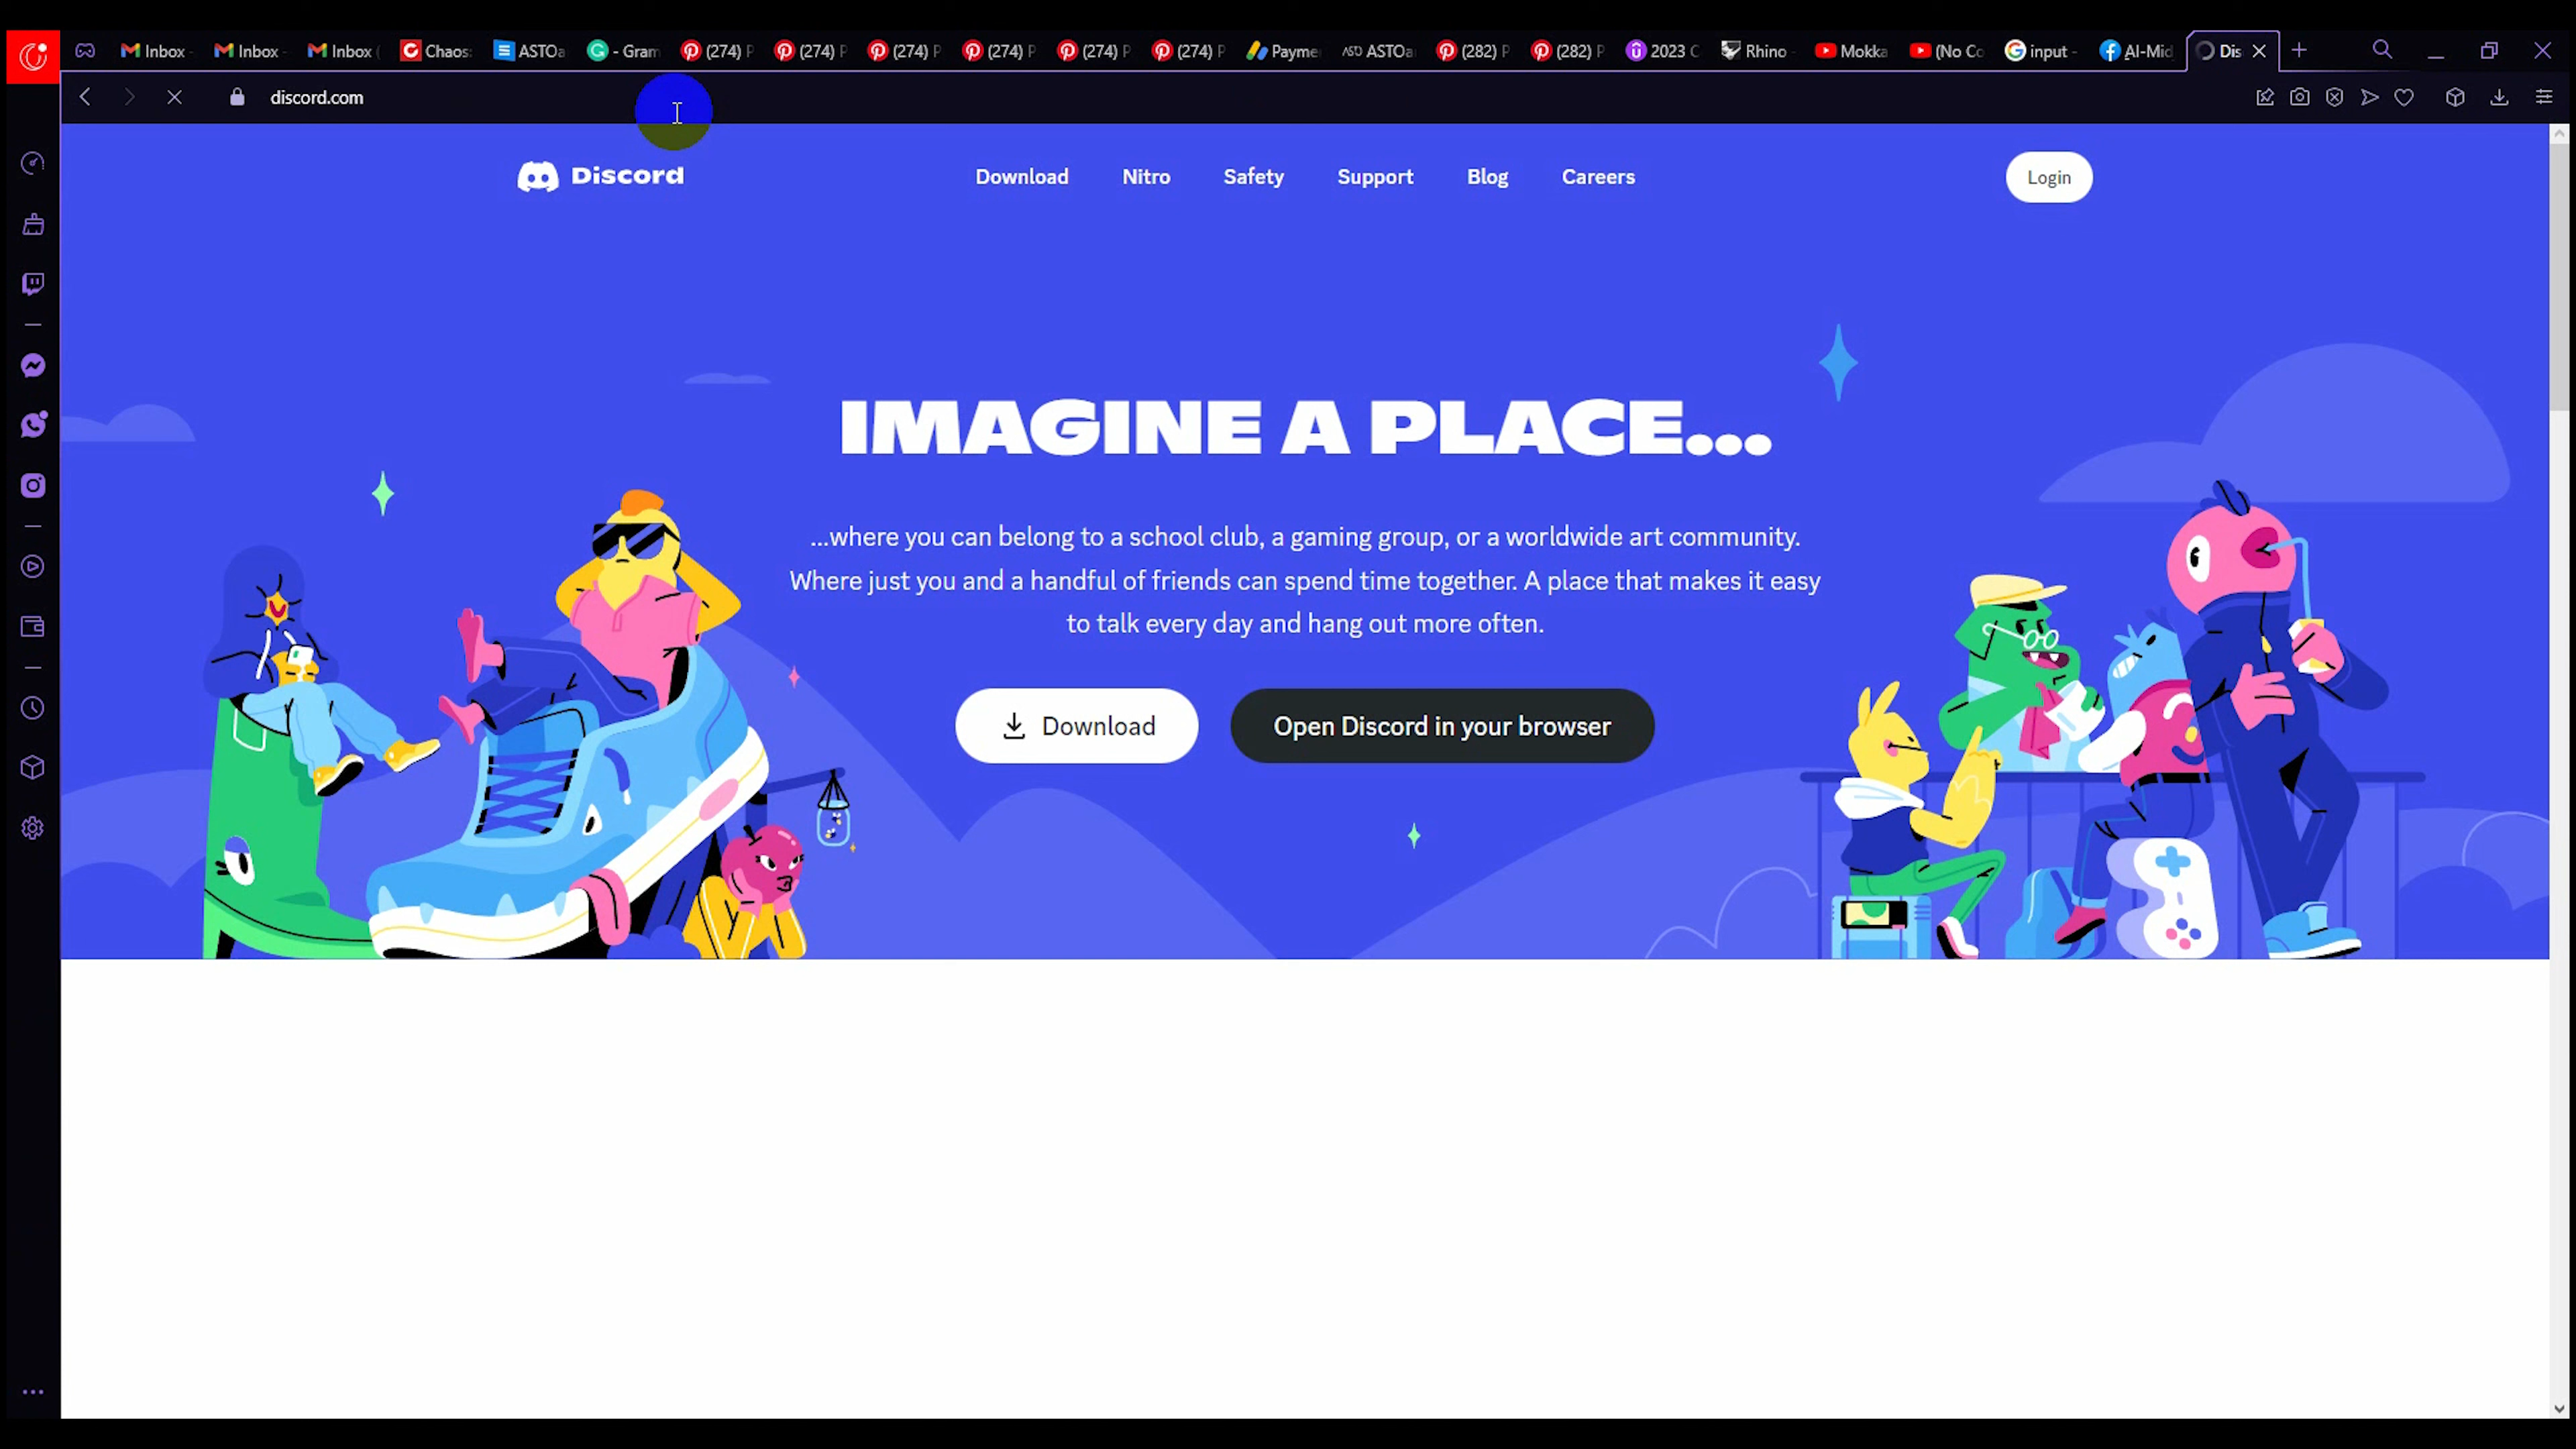 Inbox
Inbox
Inbox (
Chaos:
ASTOa
- Gram
(274) P
(274) P
(274) P
(274) P
(274) P
(274) P
Payme
ASTOa
(282) P
(282) P
2023 C
Rhino -
Mokka
(No Co
input -
AI-Mid
Dis
discord.com
Discord
Download
Nitro
Safety
Support
Blog
Careers
Login
IMAGINE A PLACE...
...where you can belong to a school club, a gaming group, or a worldwide art community.
Where just you and a handful of friends can spend time together. A place that makes it easy
to talk every day and hang out more often.
Download
Open Discord in your browser